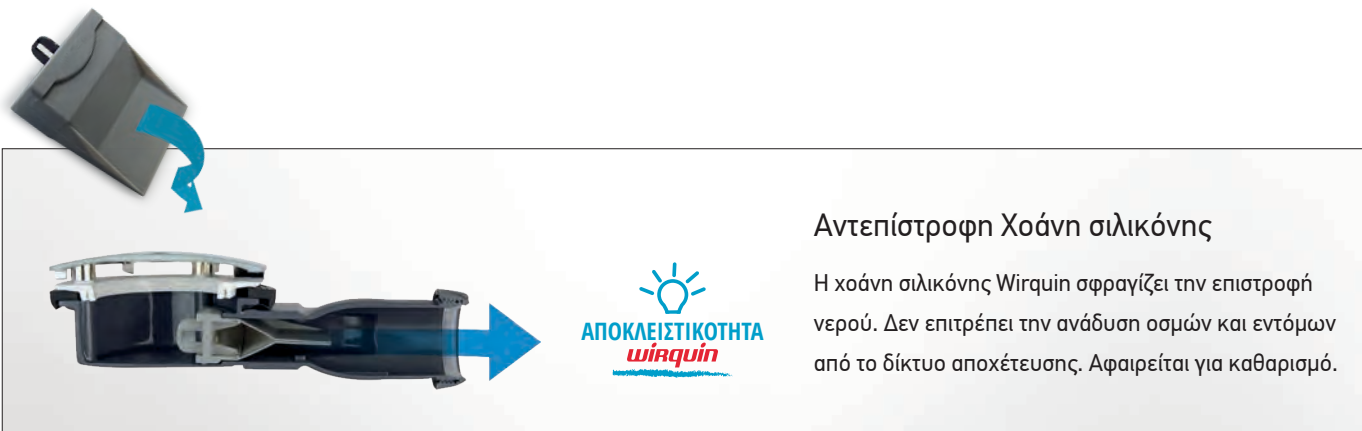 Αντεπίστροφη Χοάνη σιλικόνης
Η χοάνη σιλικόνης Wirquin σφραγίζει την επιστροφή
νερού. Δεν επιτρέπει την ανάδυση οσμών και εντόμων
από το δίκτυο αποχέτευσης. Αφαιρείται για καθαρισμό.
ΑΠΟΚΛΕΙΣΤΙΚΟΤΗΤΑ
wirquin